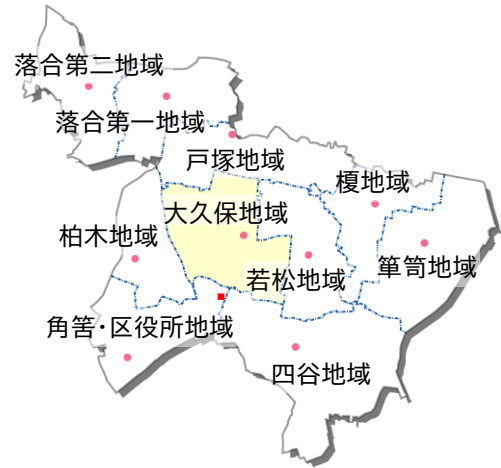 落合第二地域
落合第一地域
戸塚地域
榎地域
大久保地域
柏木地域
箪笥地域
若松地域
角筈･区役所地域
四谷地域